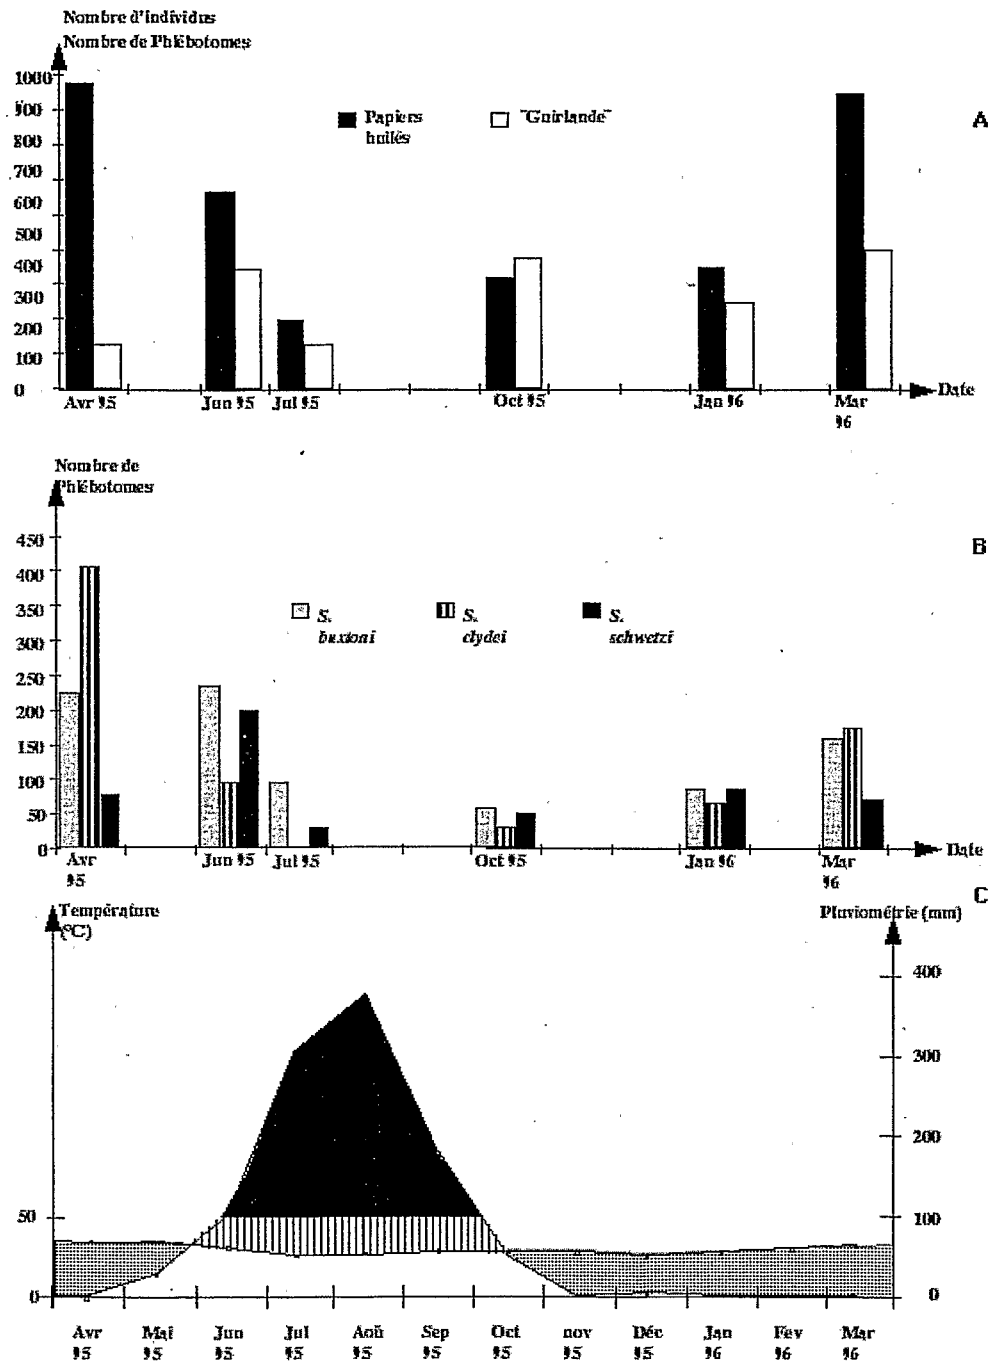 Nombre d'individus
Nombre de Phlébotomes
1000
900
800
700
600
500
400
300
200
100
0
Papiers
huilés
"Guirlande"
A
Avr 95
Jun 95
Jul 95
Oct 95
Jan 96
Mar
96
Date
Nombre de
Phlébotomes
450
400
350
300
250
200
150
100
50
0
B
S.
buxtoni
S.
clydei
S.
schwetzi
Avr
95
Jun 95
Jul 95
Oct 95
Jan 96
Mar
96
Date
C
Température
(°C)
Pluviométrie (mm)
400
300
200
100
0
50
0
Avr
95
Mai
95
Jun
95
Jul
95
Aoû
95
Sep
95
Oct
95
nov
95
Déc
95
Jan
96
Fev
96
Mar
96